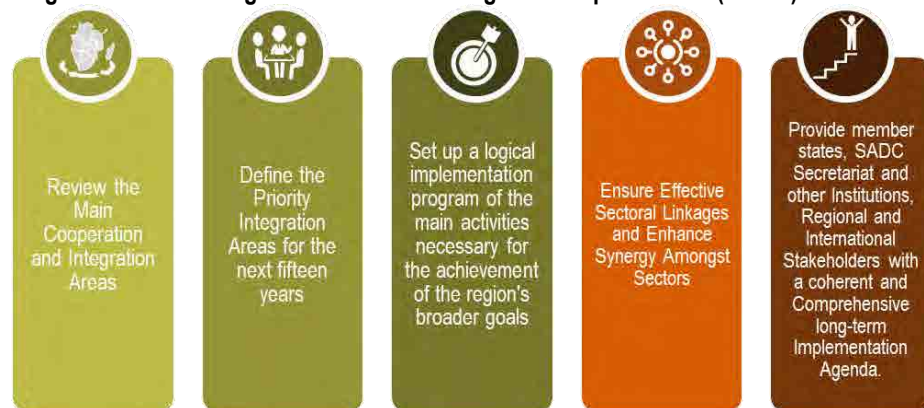 Review the
Main
Cooperation
and Integration
Areas
Define the
Priority
Integration
Areas for the
next fifteen
years
Set up a logical
implementation
program of the
main activities
necessary for
the achievement
of the region's
broader goals
Ensure Effective
Sectoral Linkages
and Enhance
Synergy Amongst
Sectors
Provide member
states, SADC
Secretariat and
other Institutions,
Regional and
International
Stakeholders with
a coherent and
Comprehensive
long-term
Implementation
Agenda.